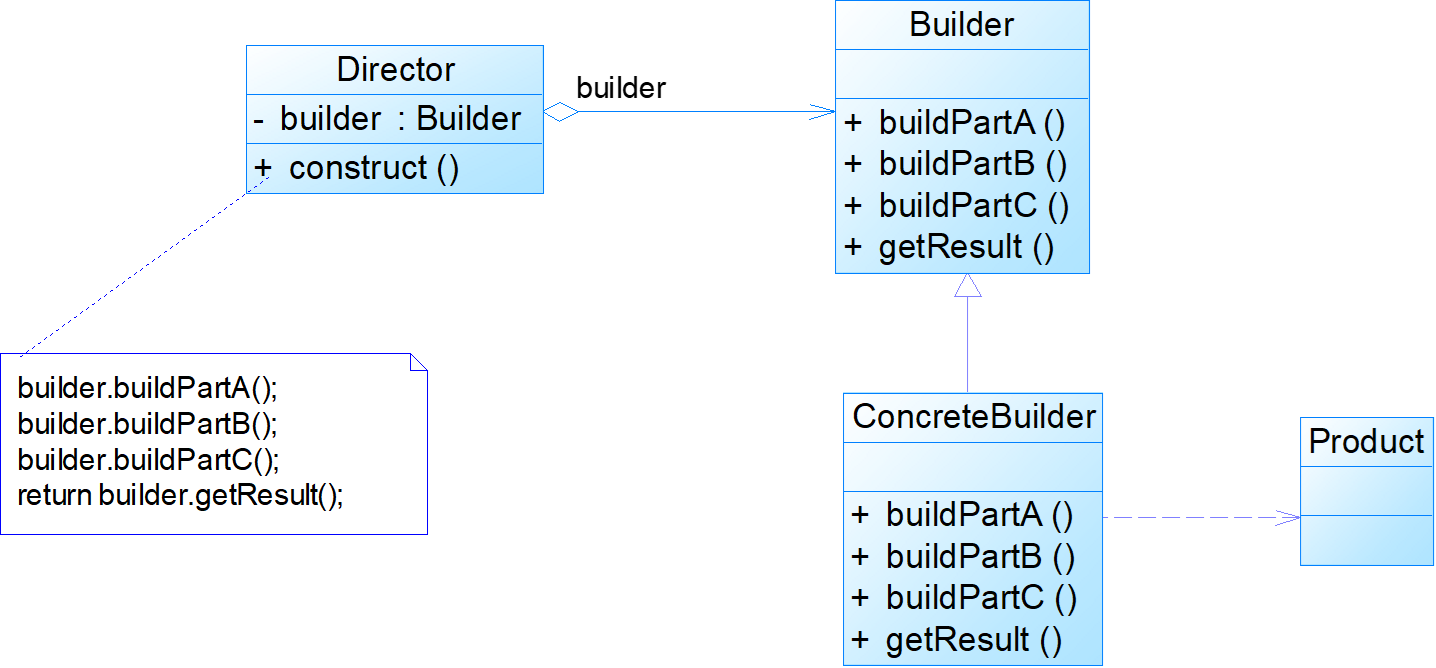 Director
- builder : Builder
+ construct ()
builder
Builder
+ buildPartA ()
+ buildPartB ()
+ buildPartC ()
+ getResult ()
builder.buildPartA();
builder.buildPartB();
builder.buildPartC();
return builder.getResult();
ConcreteBuilder
+ buildPartA ()
+ buildPartB ()
+ buildPartC ()
+ getResult ()
Product